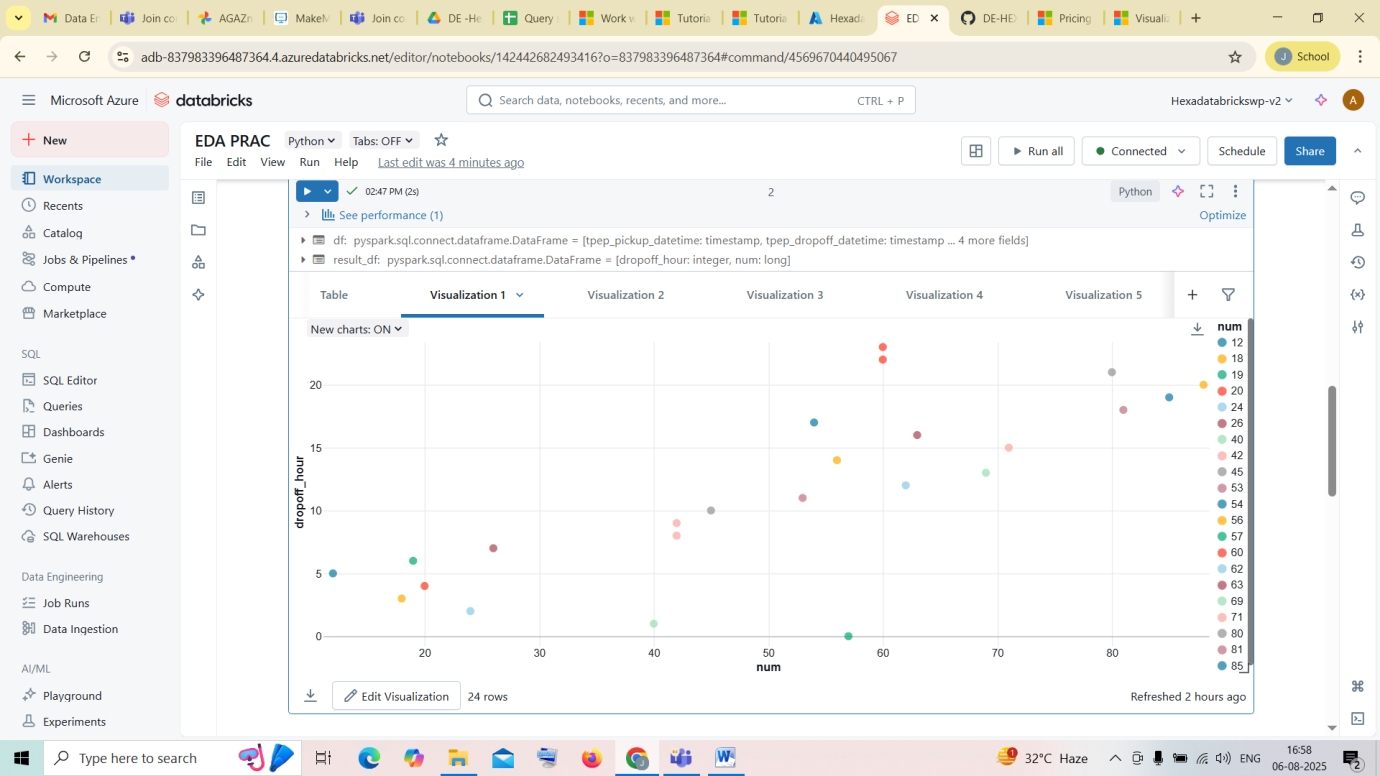 Data En
Join co
AGAZn
MakeM
Join co
DE -He
Query
Work w
Tutoria
Tutoria
Hexada
ED
DE-HEX
Pricing
Visualiz
adb-837983396487364.4.azuredatabricks.net/editor/notebooks/1424426824934​16?o=837983396487364#command/4569670440495067
J School
Microsoft Azure databricks
Search data, notebooks, recents, and more... CTRL + P
Hexadatabrickswp-v2 A
New
Workspace
Recents
Catalog
Jobs & Pipelines
Compute
Marketplace
SQL
SQL Editor
Queries
Dashboards
Genie
Alerts
Query History
SQL Warehouses
Data Engineering
Job Runs
Data Ingestion
AI/ML
Playground
Experiments
EDA PRAC Python Tabs: OFF
File Edit View Run Help Last edit was 4 minutes ago
Run all Connected Schedule Share
02:47 PM (2s) 2 Python
See performance (1) Optimize
df: pyspark.sql.connect.dataframe.DataFrame = [tpep_pickup_datetime: timestamp, tpep_dropoff_datetime: timestamp ... 4 more fields]
result_df: pyspark.sql.connect.dataframe.DataFrame = [dropoff_hour: integer, num: long]
Table Visualization 1 Visualization 2 Visualization 3 Visualization 4 Visualization 5
New charts: ON
dropoff_hour
20
15
10
5
0
20 30 40 50 60 70 80
num
num
12
18
19
20
24
26
40
42
45
53
54
56
57
60
62
63
69
71
80
81
85
Edit Visualization 24 rows Refreshed 2 hours ago
Type here to search
1
32°C Haze
ENG
16:58
06-08-2025
2